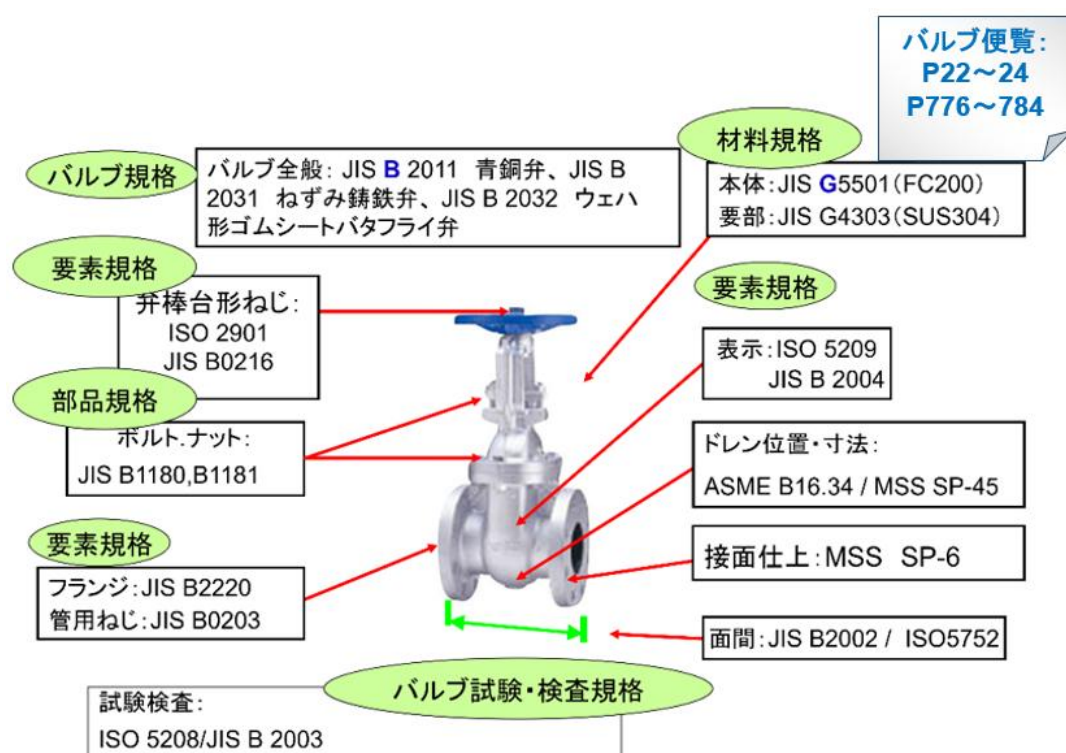 バルブ便覧：
P22～24
P776～784
バルブ規格
バルブ全般： JIS B 2011 青銅弁、JIS B
2031 ねずみ鋳鉄弁、JIS B 2032 ウェハ
形ゴムシートバタフライ弁
材料規格
本体：JIS G5501（FC200）
要部：JIS G4303（SUS304）
要素規格
弁棒台形ねじ：
ISO 2901
JIS B0216
要素規格
表示：ISO 5209
JIS B 2004
部品規格
ボルト.ナット：
JIS B1180,B1181
ドレン位置・寸法：
ASME B16.34 / MSS SP-45
要素規格
フランジ：JIS B2220
管用ねじ：JIS B0203
接面仕上：MSS SP-6
面間：JIS B2002 / ISO5752
バルブ試験・検査規格
試験検査：
ISO 5208/JIS B 2003